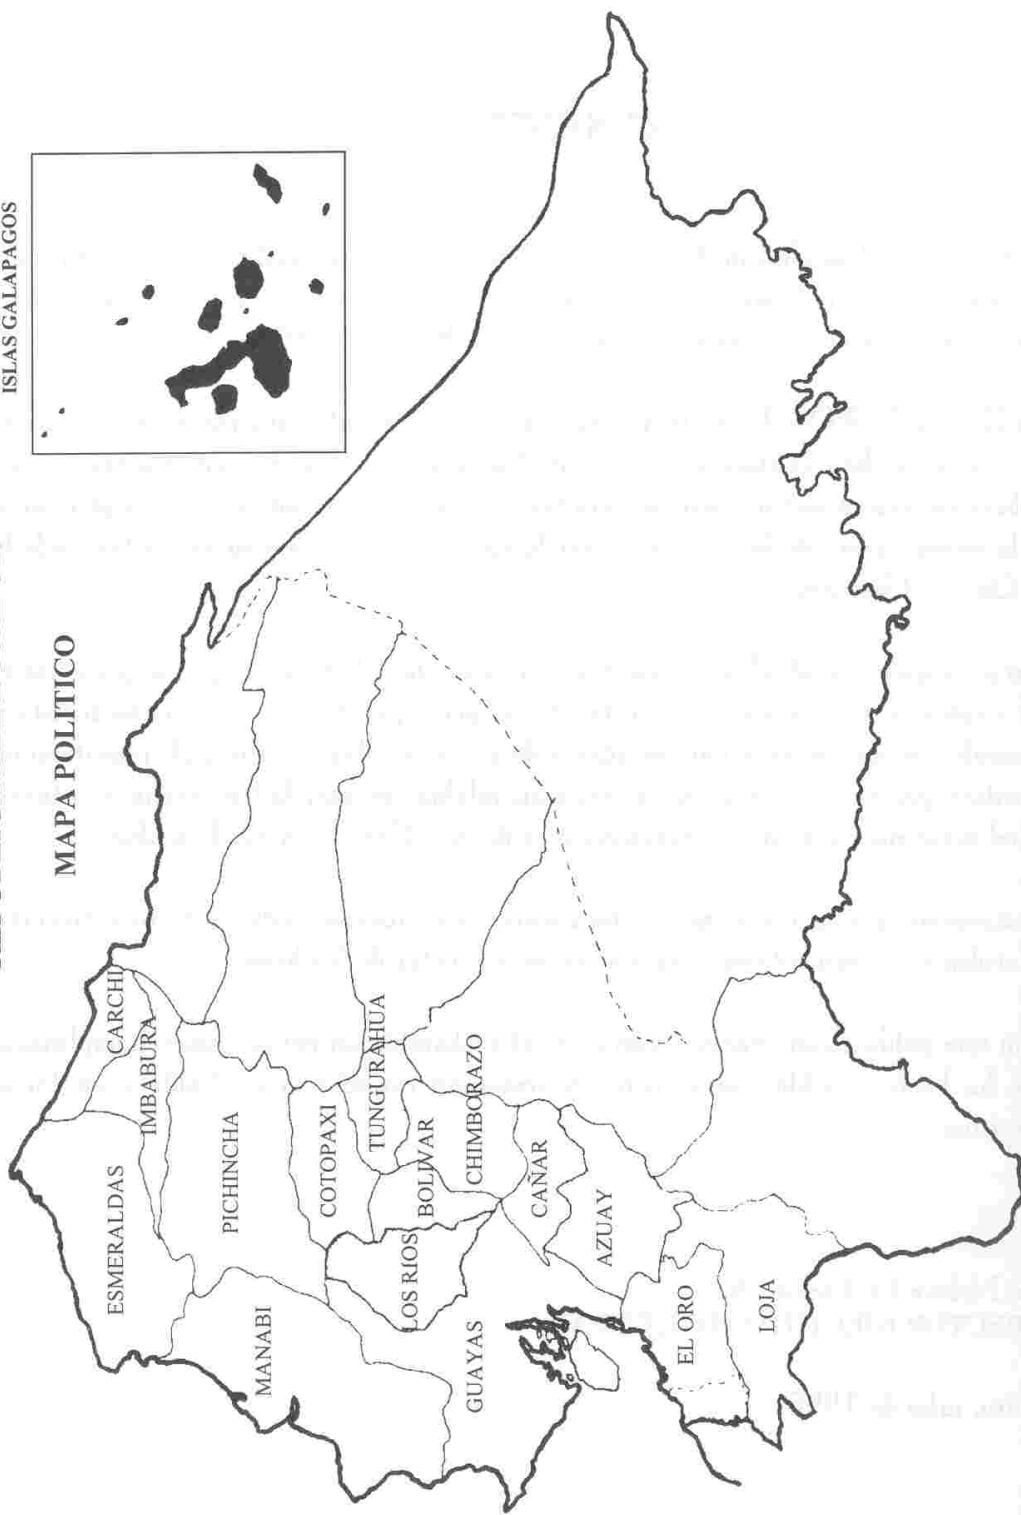 MAPA POLITICO
ISLAS GALAPAGOS
ESMERALDAS
CARCHI
IMBABURA
PICHINCHA
MANABI
COTOPAXI
TUNGURAHUA
LOS RIOS
BOLIVAR
CHIMBORAZO
GUAYAS
CAÑAR
AZUAY
EL ORO
LOJA